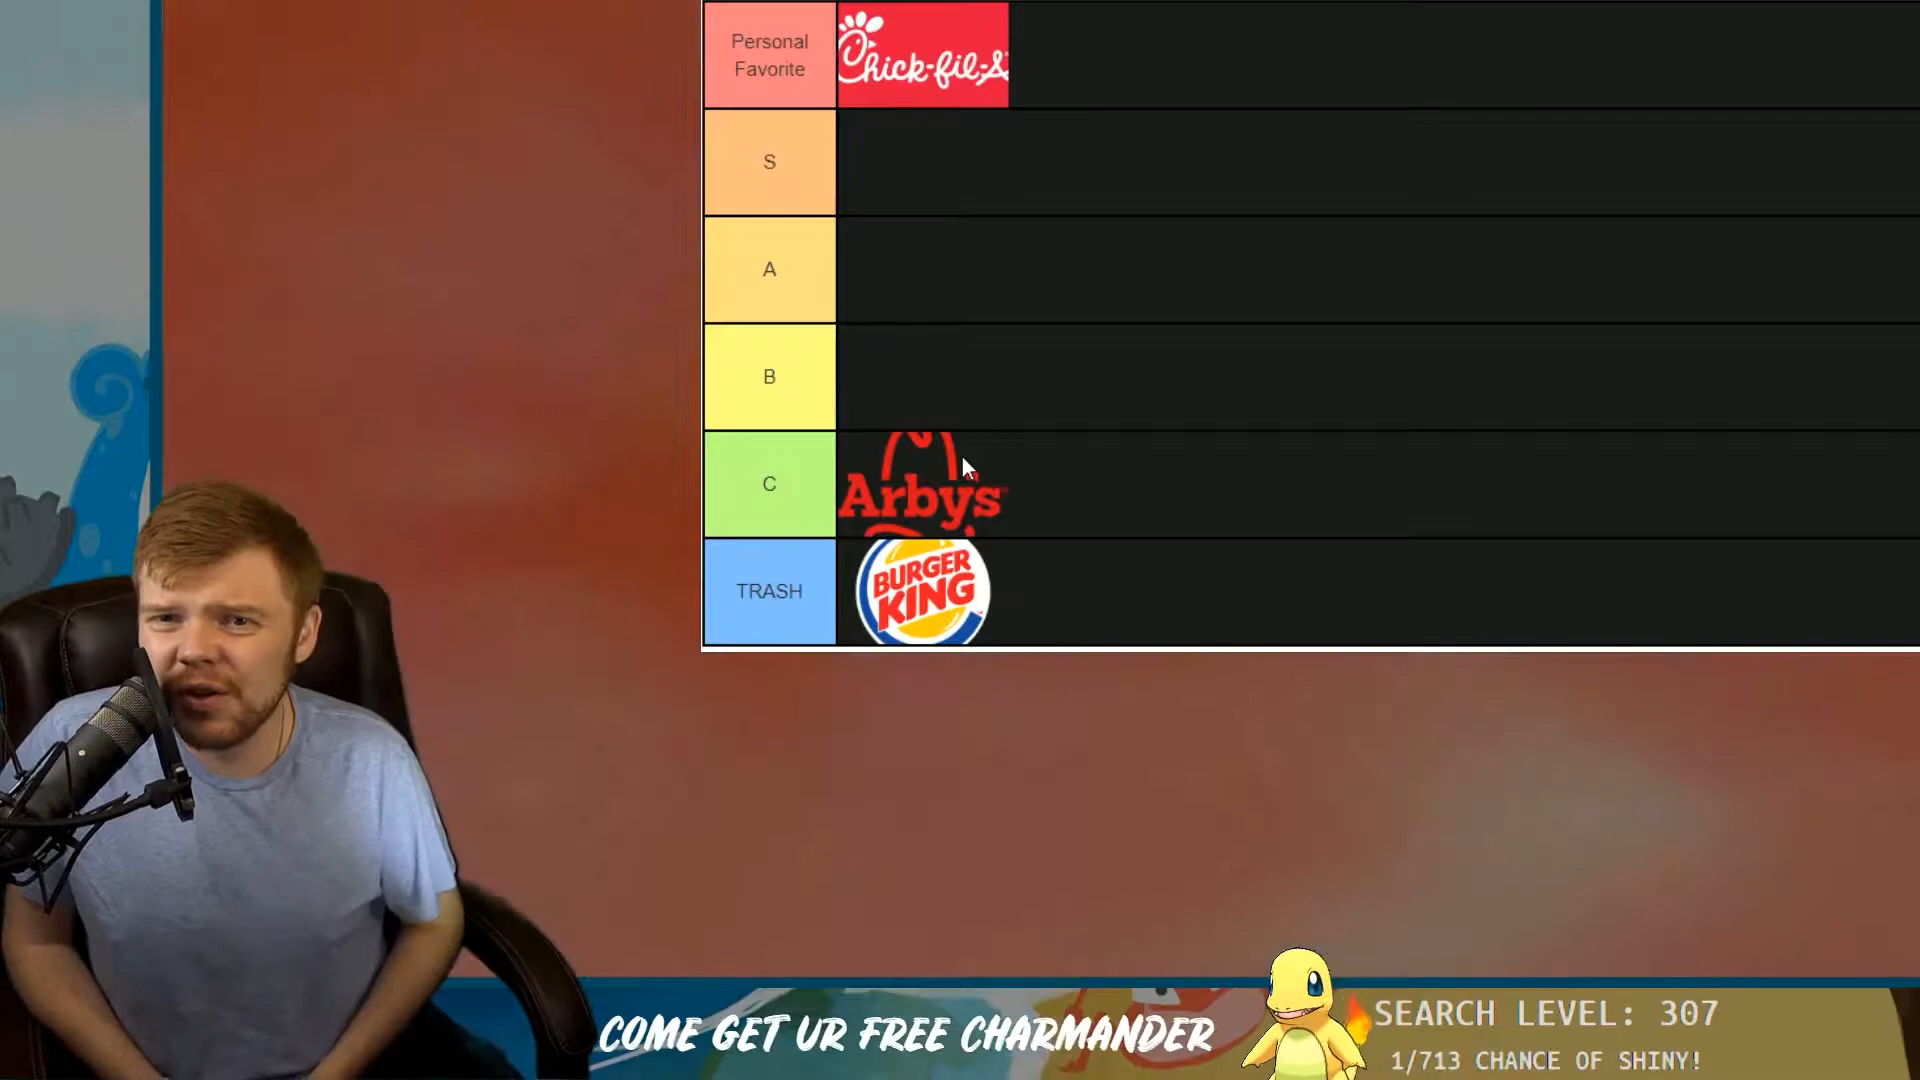 Personal
Favorite
Chick-fil-A
S
A
B
C
Arbys
TRASH
BURGER
KING
COME GET UR FREE CHARMANDER
SEARCH LEVEL: 307
1/713 CHANCE OF SHINY!